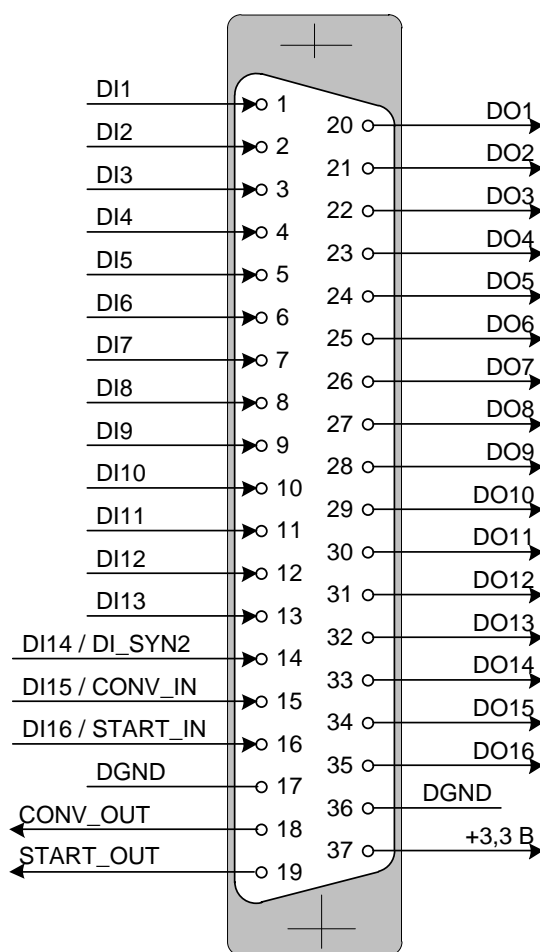 DI1
1
DI2
2
DI3
3
DI4
4
DI5
5
DI6
6
DI7
7
DI8
8
DI9
9
DI10
10
DI11
11
DI12
12
DI13
13
DI14 / DI_SYN2
14
DI15 / CONV_IN
15
DI16 / START_IN
16
DGND
17
CONV_OUT
18
START_OUT
19
20
DO1
21
DO2
22
DO3
23
DO4
24
DO5
25
DO6
26
DO7
27
DO8
28
DO9
29
DO10
30
DO11
31
DO12
32
DO13
33
DO14
34
DO15
35
DO16
36
DGND
37
+3,3 В